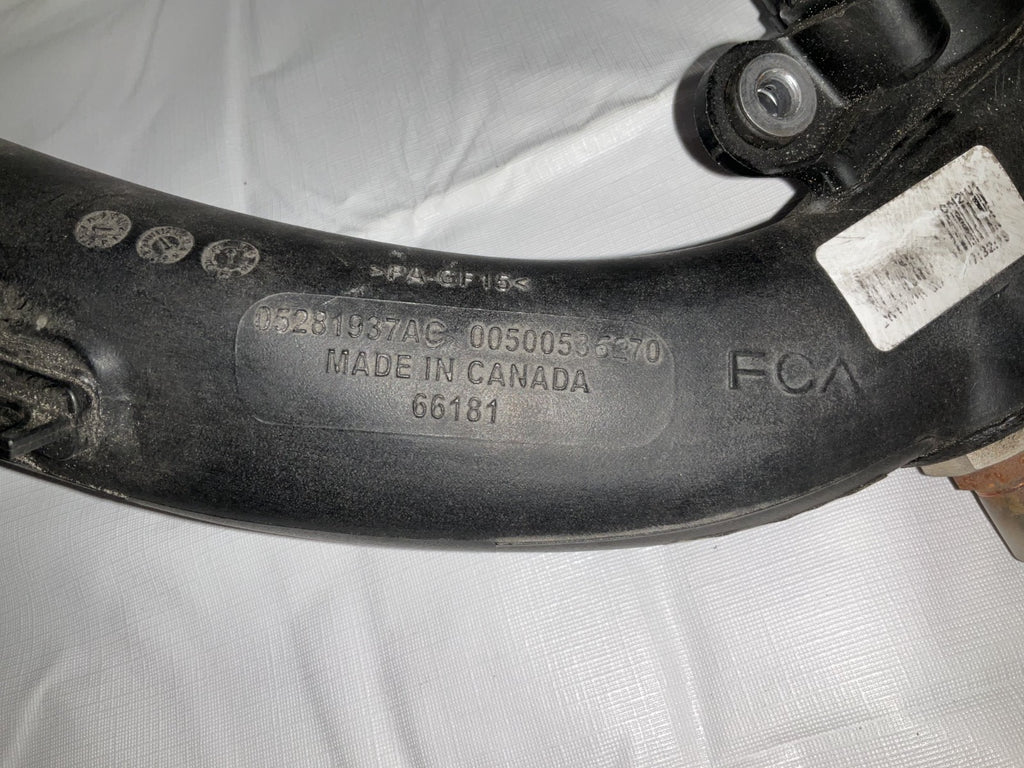 >PA-GF15<
05281937AC 00500536270
MADE IN CANADA
66181
FCA